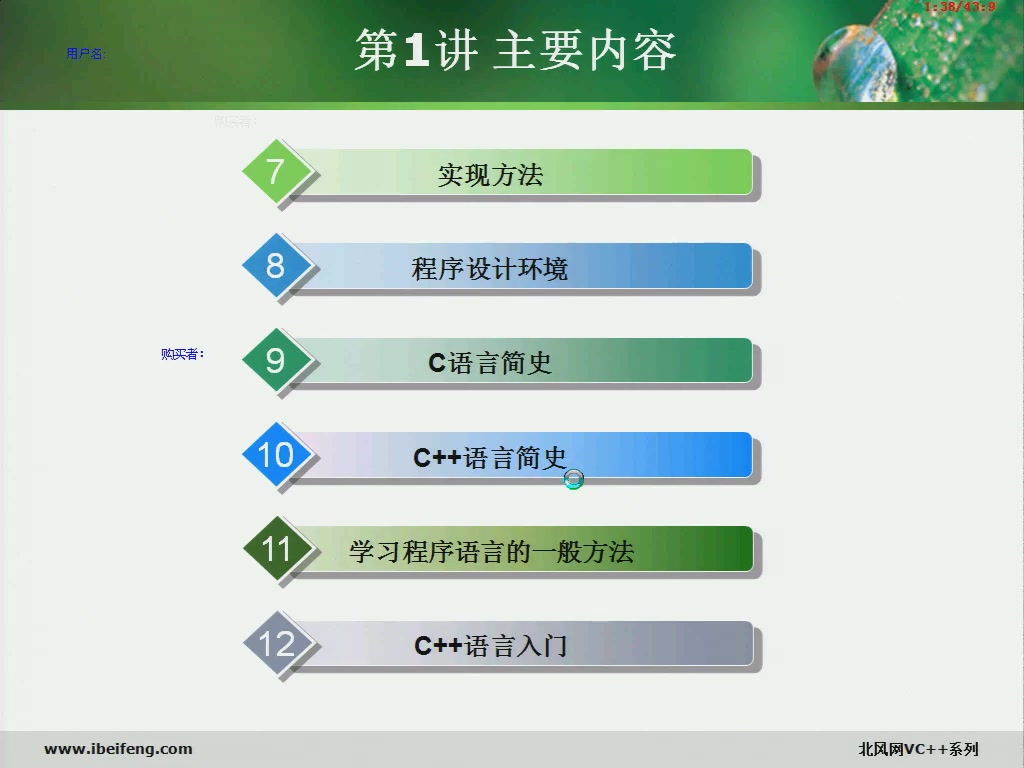 1:38/43:9
第1讲 主要内容
用户名:
购买者:
7 实现方法
8 程序设计环境
购买者:
9 C语言简史
10 C++语言简史
11 学习程序语言的一般方法
12 C++语言入门
www.ibeifeng.com
北风网VC++系列